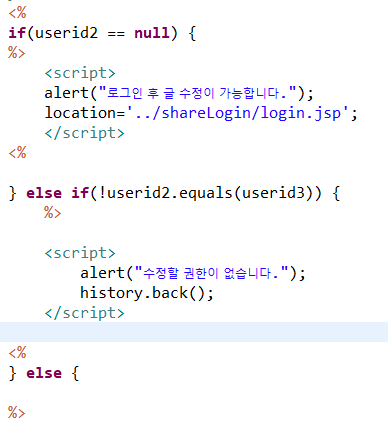 <%
if(userid2 == null) {
%>
<script>
alert("로그인 후 글 수정이 가능합니다.");
location='../shareLogin/login.jsp';
</script>
<%
} else if(!userid2.equals(userid3)) {
%>
<script>
alert("수정할 권한이 없습니다.");
history.back();
</script>
<%
} else {
%>